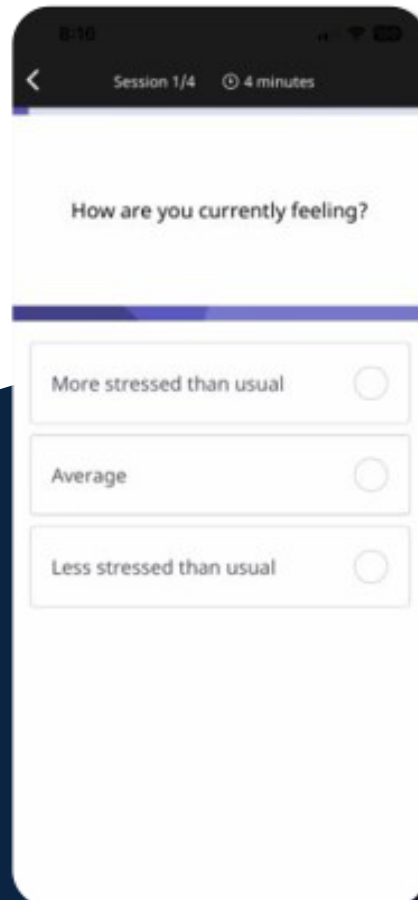 8:16
Session 1/4 4 minutes
How are you currently feeling?
More stressed than usual
Average
Less stressed than usual